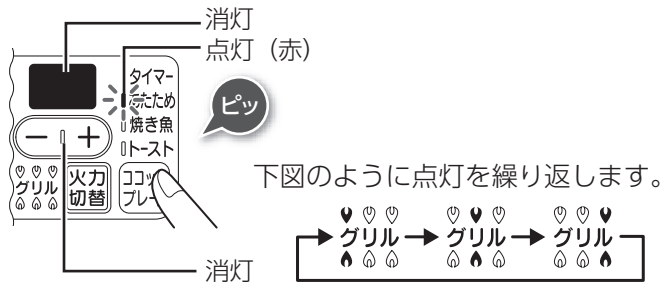 消灯
点灯（赤）
タイマー
あたため
焼き魚
トースト
ピッ
− +
グリル
火力
切替
ココッ
プレー
消灯
下図のように点灯を繰り返します。
グリル グリル グリル